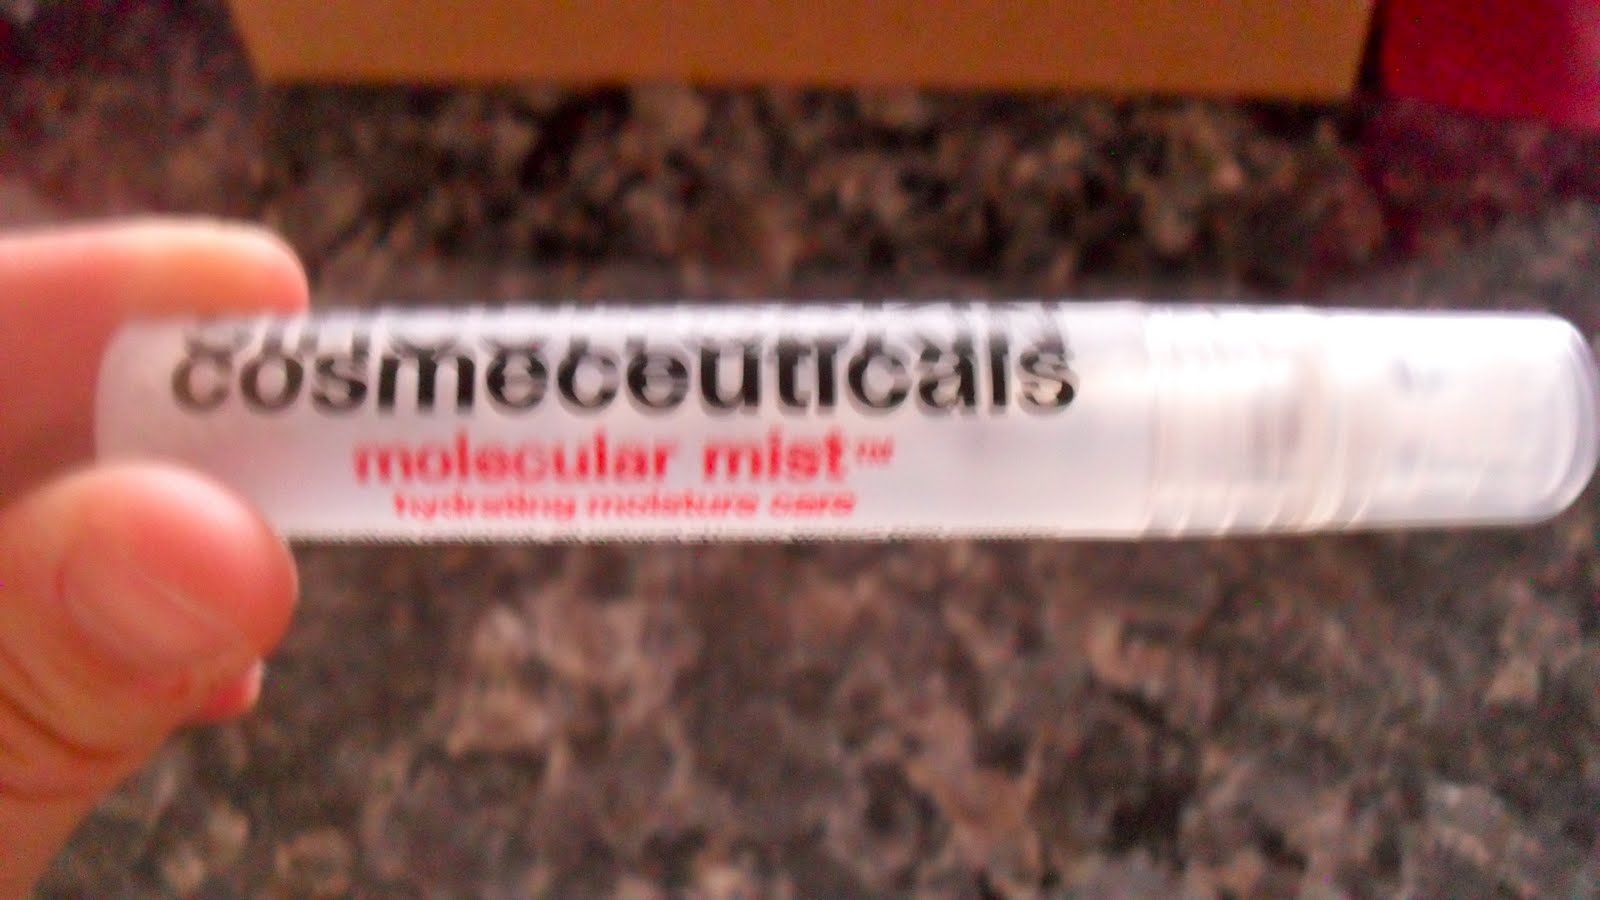 cosmeceuticals
molecular mist™
hydrating moisture care